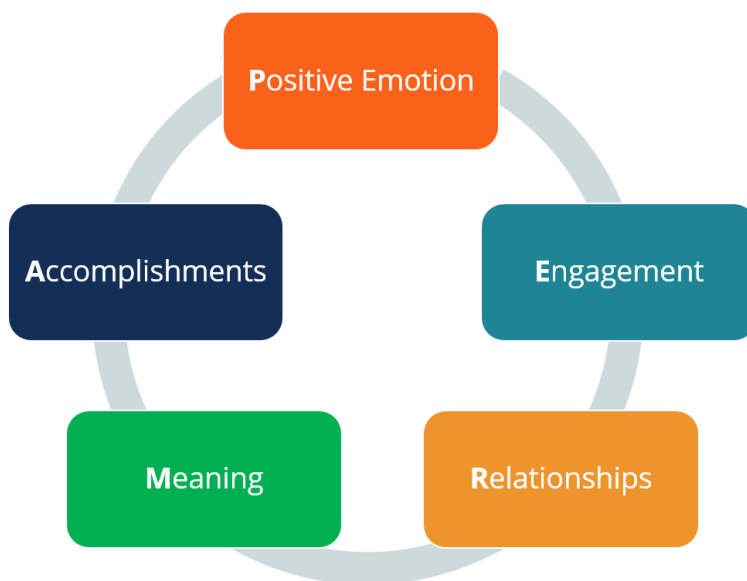 Positive Emotion
Engagement
Relationships
Meaning
Accomplishments